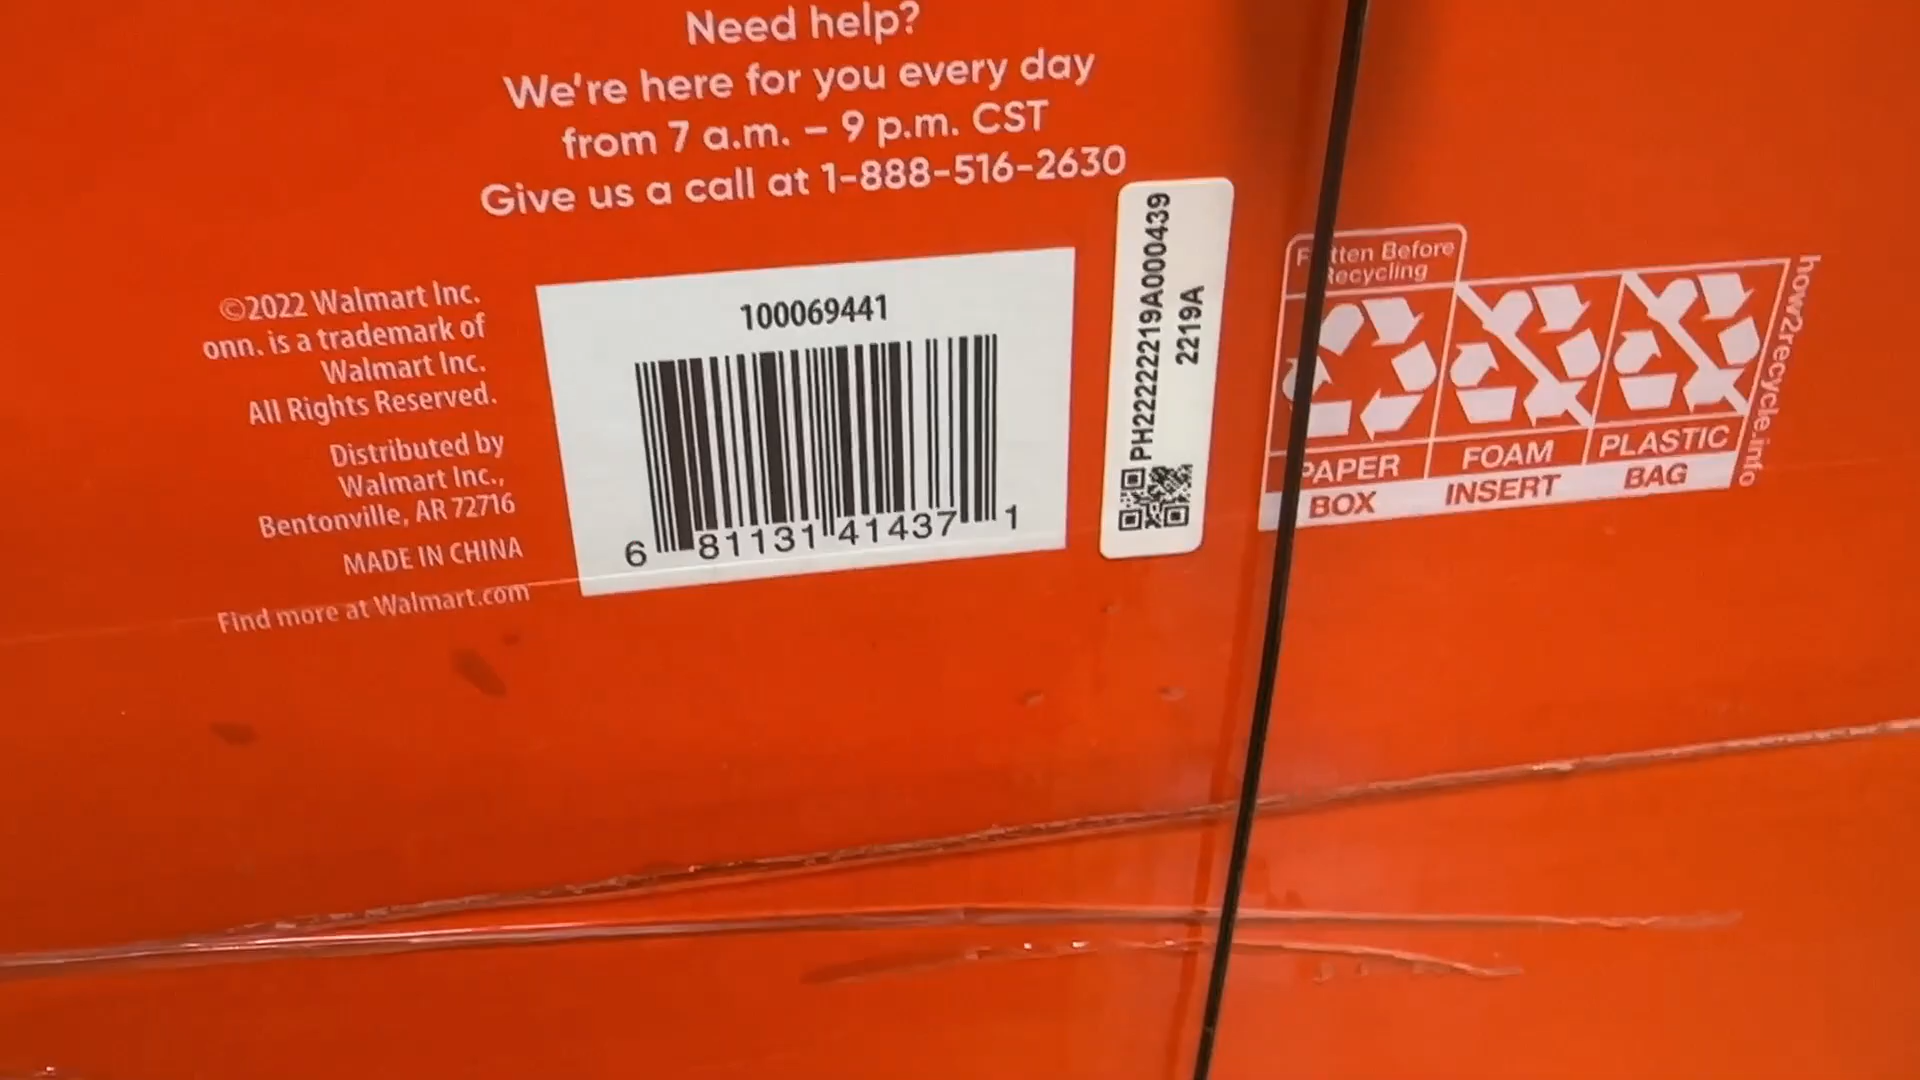 Need help?
We're here for you every day
from 7 a.m. – 9 p.m. CST
Give us a call at 1-888-516-2630
©2022 Walmart Inc.
onn. is a trademark of
Walmart Inc.
All Rights Reserved.
Distributed by
Walmart Inc.,
Bentonville, AR 72716
MADE IN CHINA
Find more at Walmart.com
100069441
6 81131 41437 1
PH2222219A000439
2219A
Before
Recycling
PAPER
BOX
FOAM
INSERT
PLASTIC
BAG
how2recycle.info